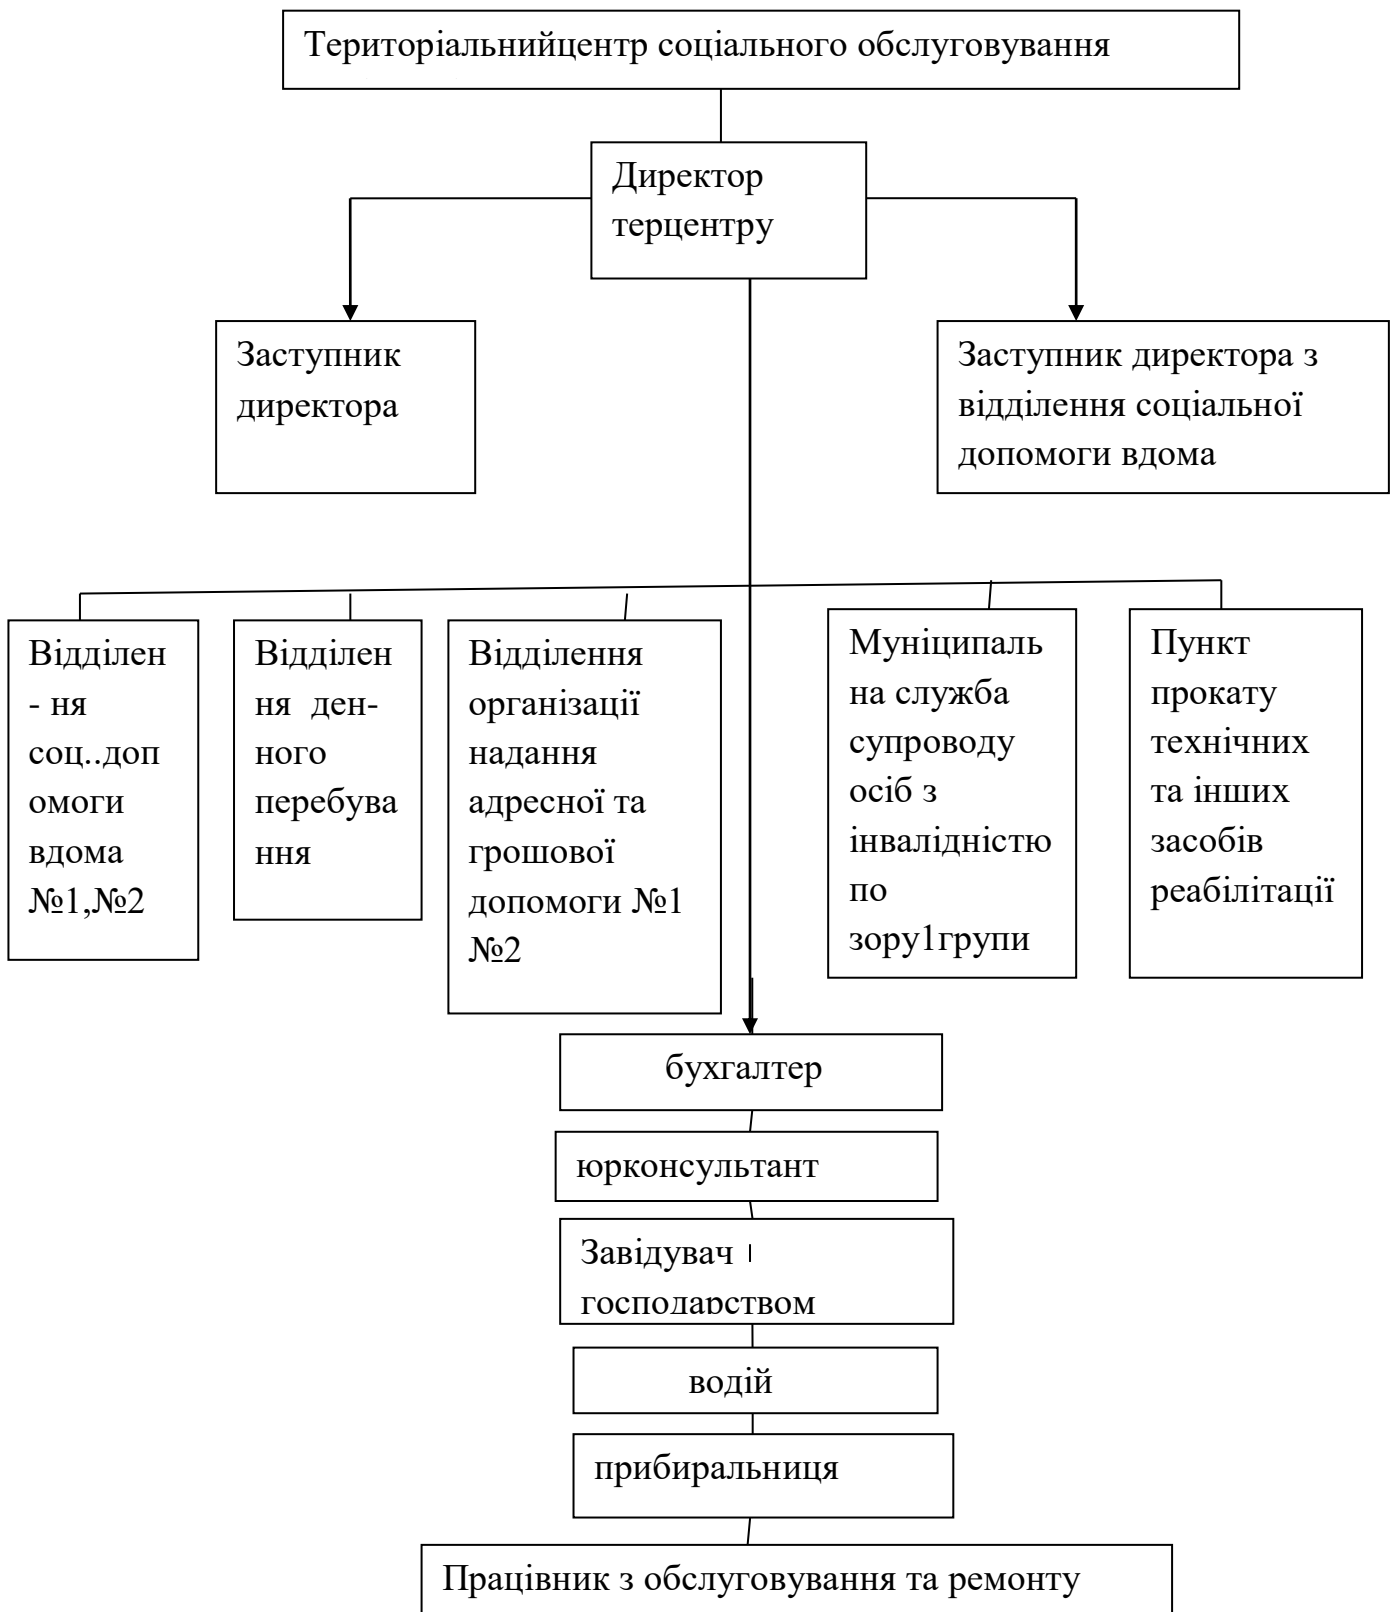 Територіальнийцентр соціального обслуговування
Директор
терцентру
Заступник
директора
Заступник директора з
відділення соціальної
допомоги вдома
Відділен
- ня
соц..доп
омоги
вдома
№1,№2
Відділен
ня ден-
ного
перебува
ння
Відділення
організації
надання
адресної та
грошової
допомоги №1
№2
Муніципаль
на служба
супроводу
осіб з
інвалідністю
по
зору1групи
Пункт
прокату
технічних
та інших
засобів
реабілітації
бухгалтер
юрконсультант
Завідувач
господарством
водій
прибиральниця
Працівник з обслуговування та ремонту